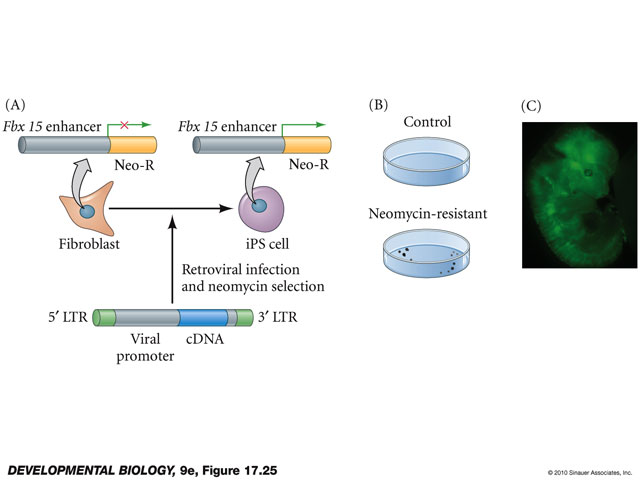 (A)
Fbx 15 enhancer
Neo-R
Fibroblast
Fbx 15 enhancer
Neo-R
iPS cell
Retroviral infection
and neomycin selection
5′ LTR
3′ LTR
Viral
promoter
cDNA
(B)
Control
Neomycin-resistant
(C)
DEVELOPMENTAL BIOLOGY, 9e, Figure 17.25
© 2010 Sinauer Associates, Inc.